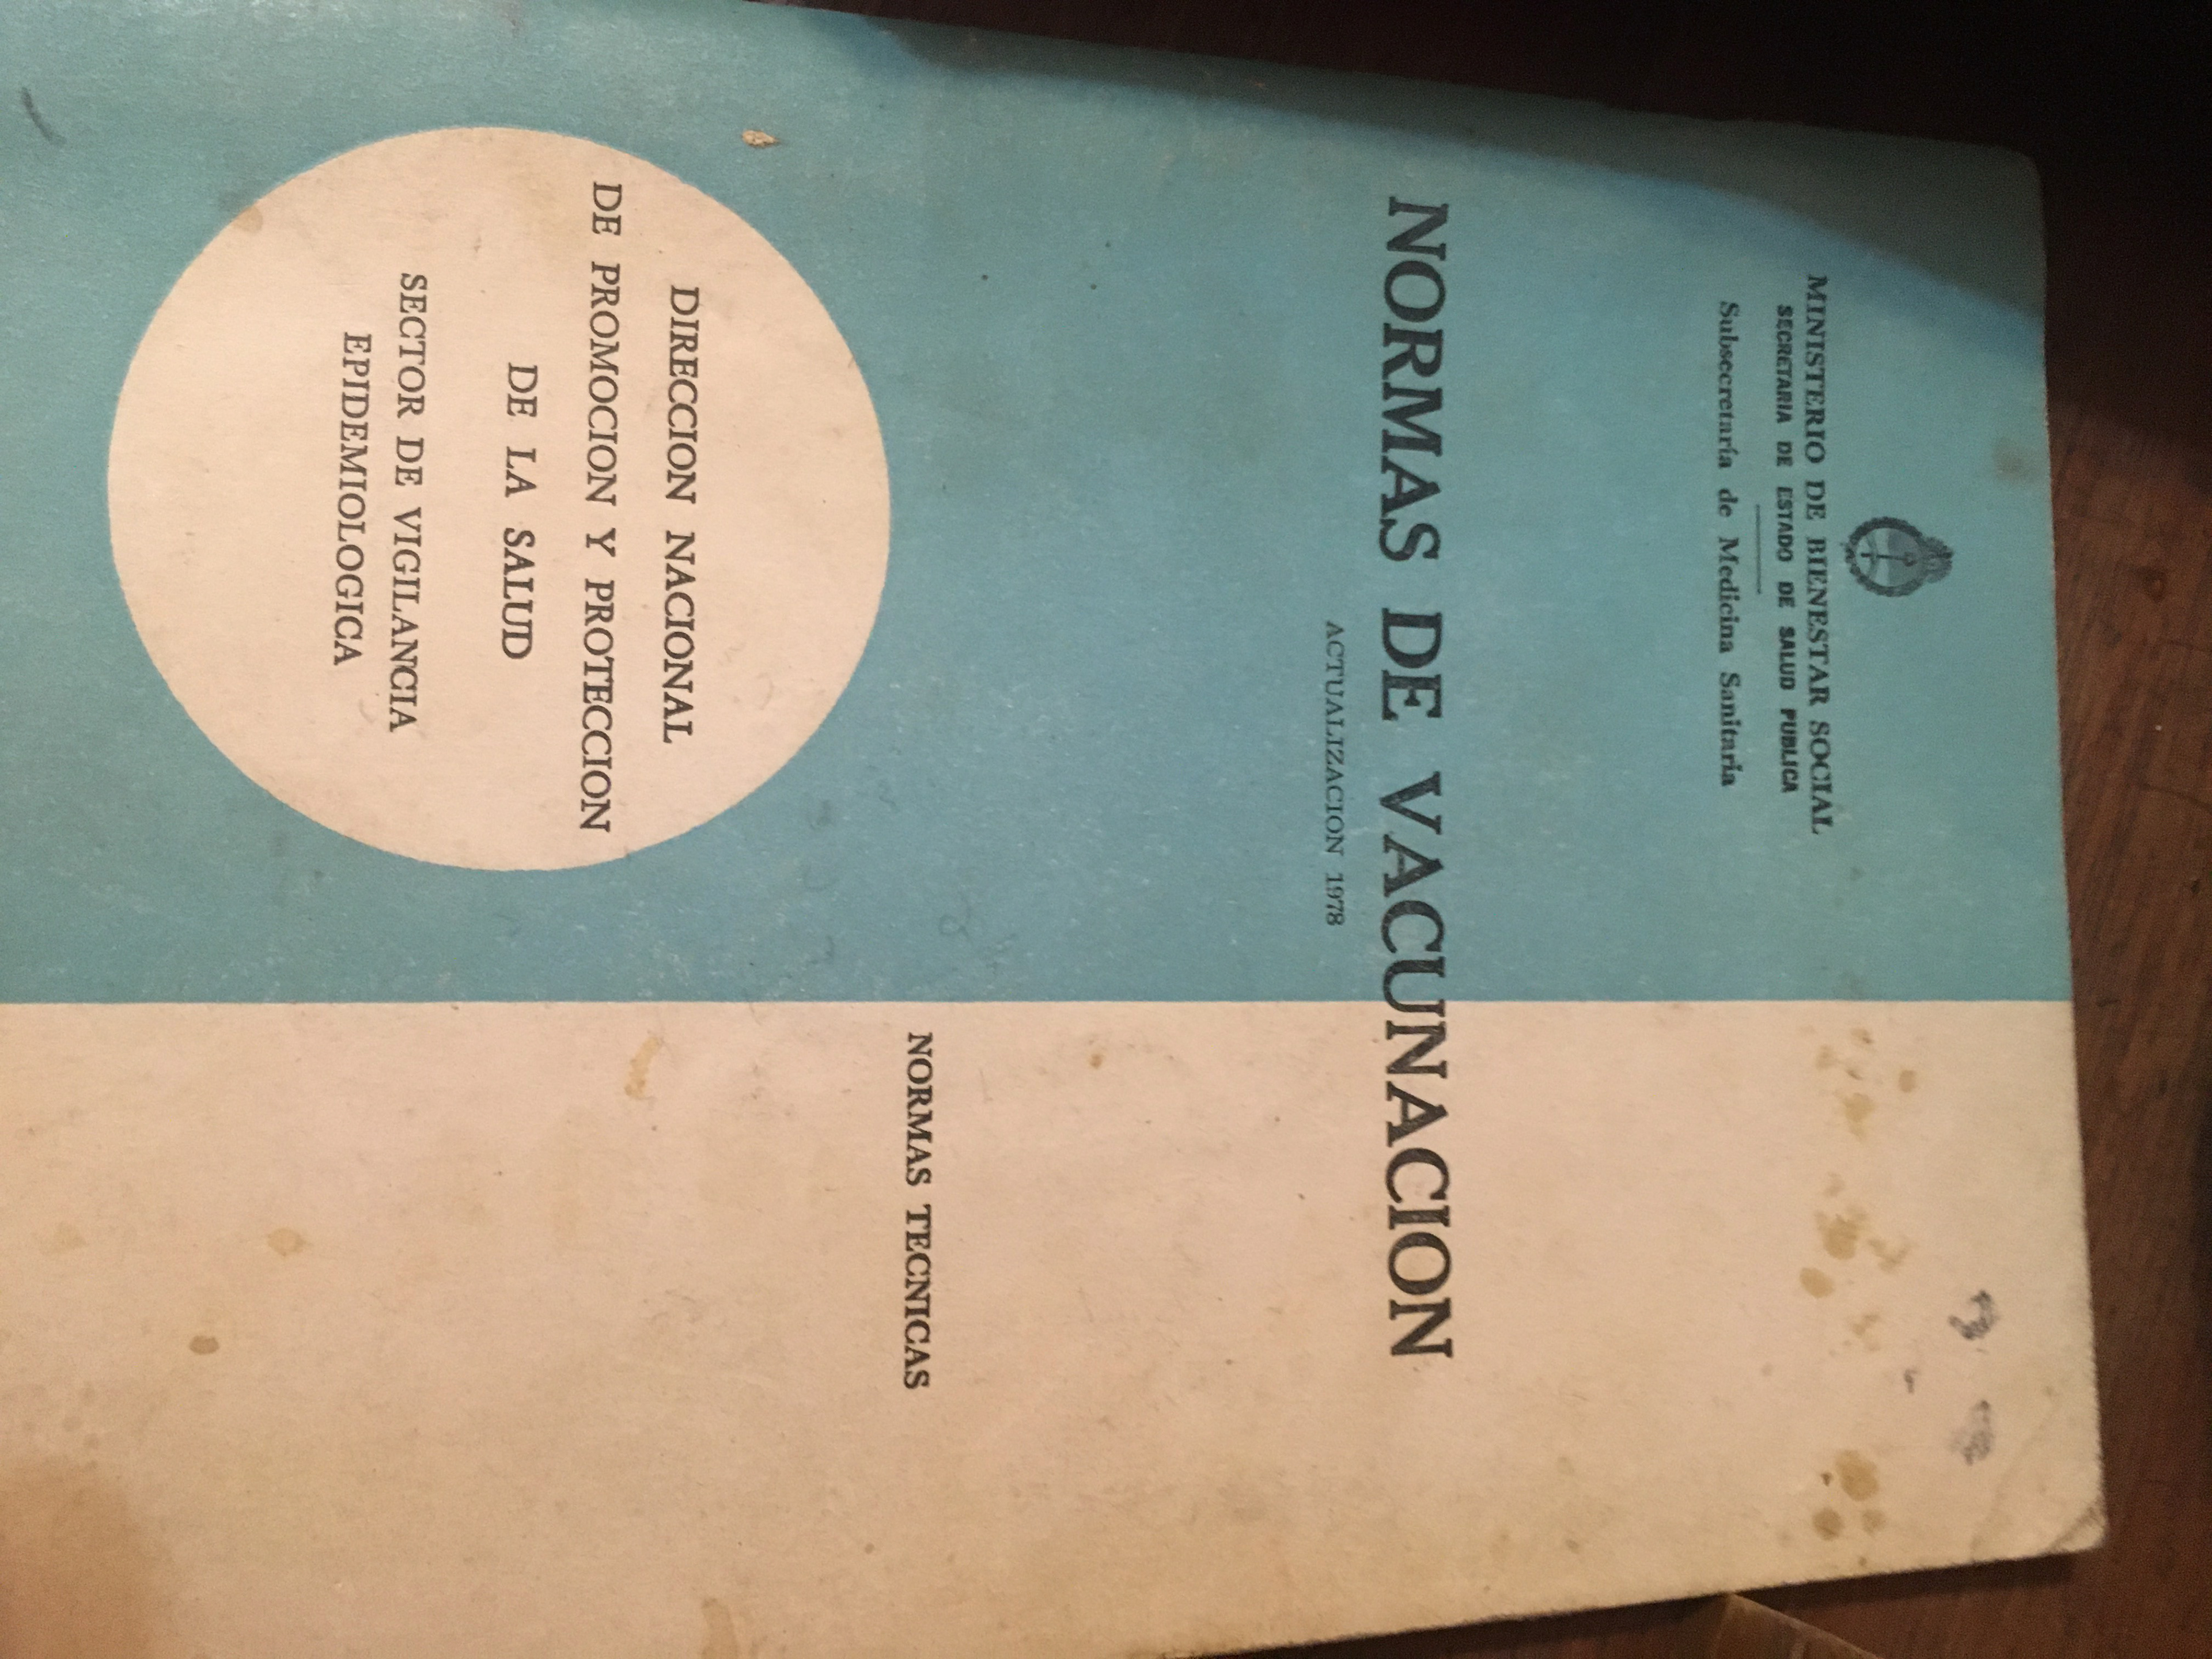 MINISTERIO DE BIENESTAR SOCIAL
SECRETARIA DE ESTADO DE SALUD PUBLICA
Subsecretaría de Medicina Sanitaria
NORMAS DE VACUNACION
ACTUALIZACION 1978
NORMAS TECNICAS
DIRECCION NACIONAL
DE PROMOCION Y PROTECCION
DE LA SALUD
SECTOR DE VIGILANCIA
EPIDEMIOLOGICA